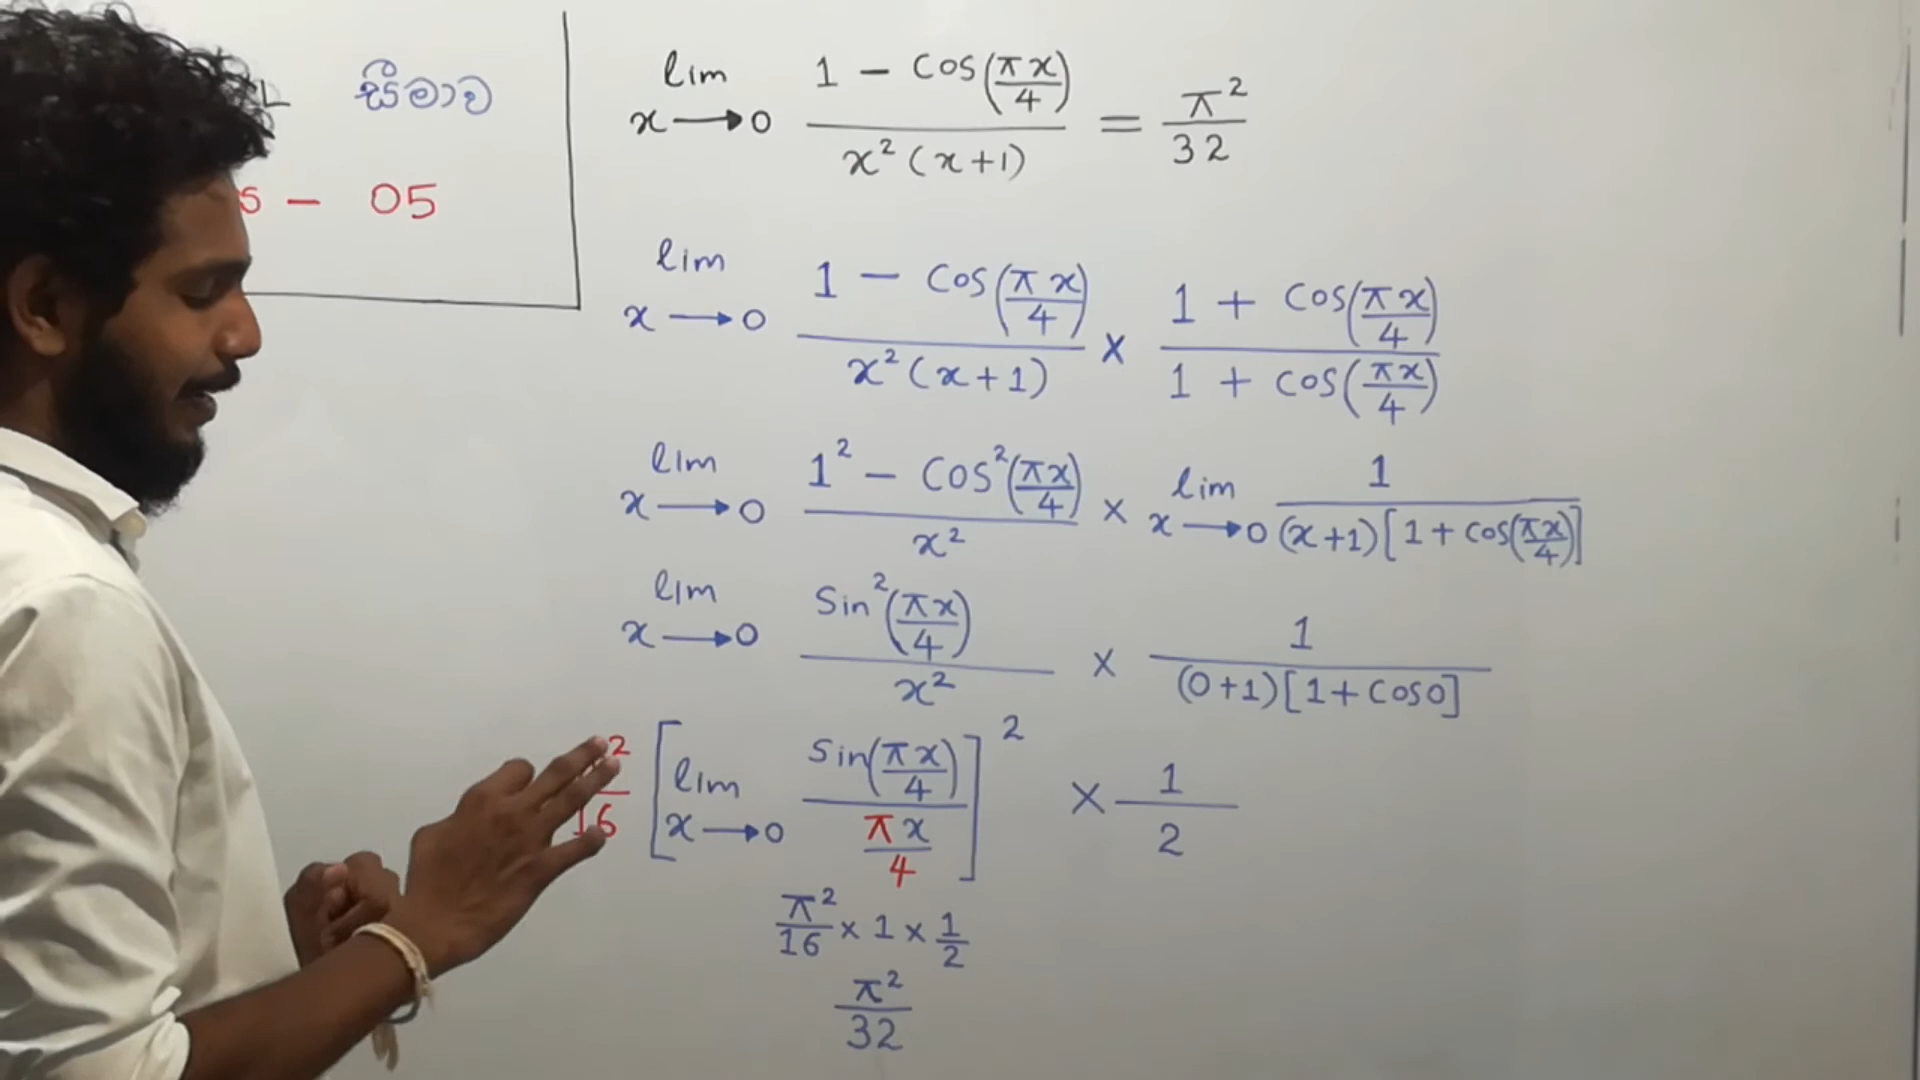 L සීමාව
5 – 05
lim x→0 (1 − cos(πx/4)) / (x²(x+1)) = π²/32
lim x→0 (1 − cos(πx/4)) / (x²(x+1)) × (1 + cos(πx/4)) / (1 + cos(πx/4))
lim x→0 (1² − cos²(πx/4)) / x² × lim x→0 1 / ((x+1)[1 + cos(πx/4)])
lim x→0 sin²(πx/4) / x² × 1 / ((0+1)[1 + cos0])
²/16 [lim x→0 sin(πx/4) / (πx/4)]² × 1/2
π²/16 × 1 × 1/2
π²/32